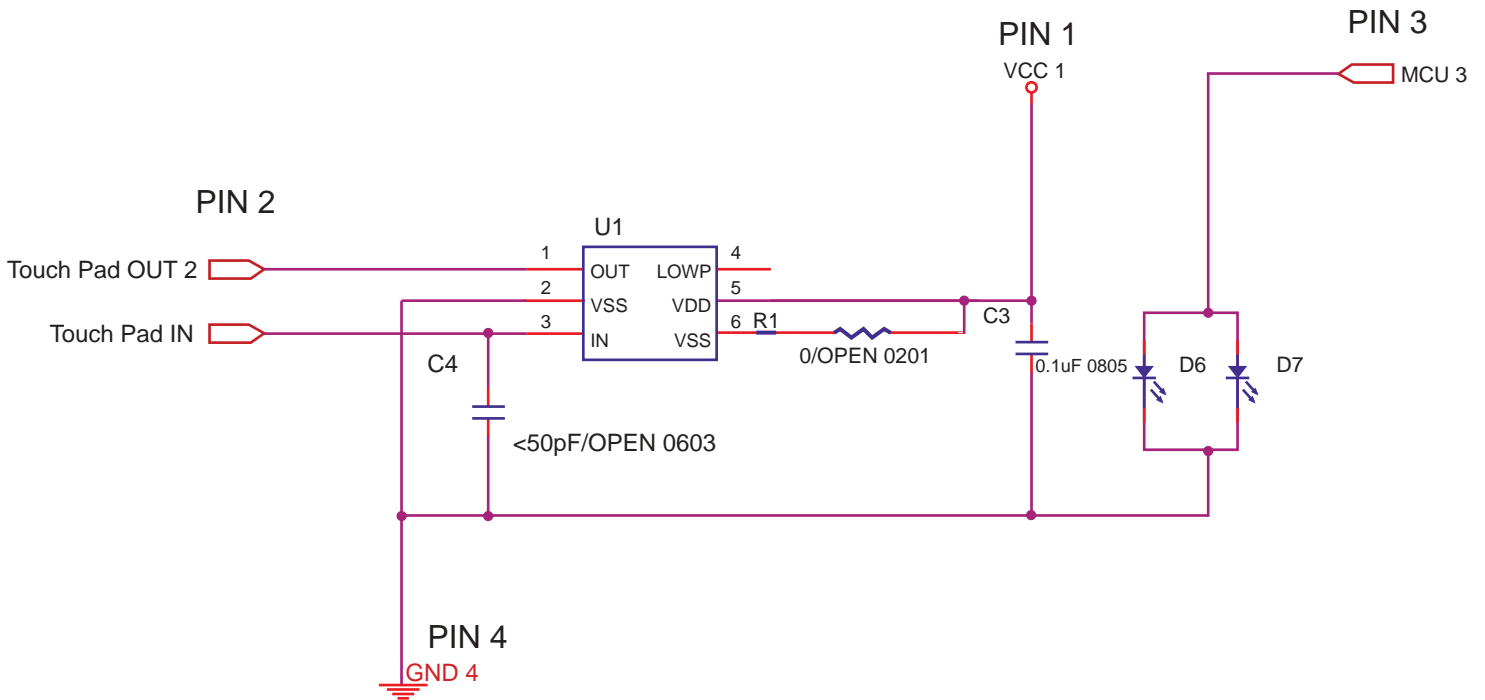 PIN 3
PIN 1
VCC 1
MCU 3
PIN 2
U1
Touch Pad OUT 2
1
OUT
LOWP
4
2
VSS
VDD
5
Touch Pad IN
3
IN
VSS
6
R1
C3
0/OPEN 0201
C4
0.1uF 0805
D6
D7
<50pF/OPEN 0603
PIN 4
GND 4